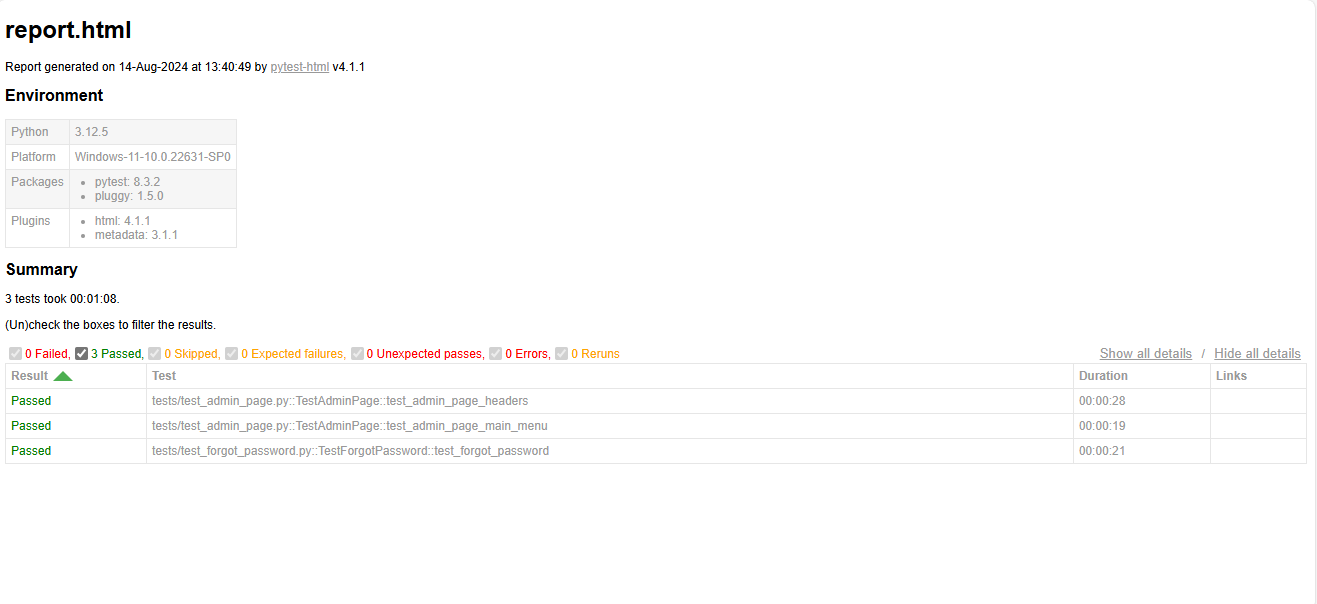 report.html
Report generated on 14-Aug-2024 at 13:40:49 by pytest-html v4.1.1
Environment
Python 3.12.5
Platform Windows-11-10.0.22631-SP0
Packages • pytest: 8.3.2
• pluggy: 1.5.0
Plugins • html: 4.1.1
• metadata: 3.1.1
Summary
3 tests took 00:01:08.
(Un)check the boxes to filter the results.
0 Failed, 3 Passed, 0 Skipped, 0 Expected failures, 0 Unexpected passes, 0 Errors, 0 Reruns Show all details / Hide all details
Result Test Duration Links
Passed tests/test_admin_page.py::TestAdminPage::test_admin_page_headers 00:00:28
Passed tests/test_admin_page.py::TestAdminPage::test_admin_page_main_menu 00:00:19
Passed tests/test_forgot_password.py::TestForgotPassword::test_forgot_password 00:00:21